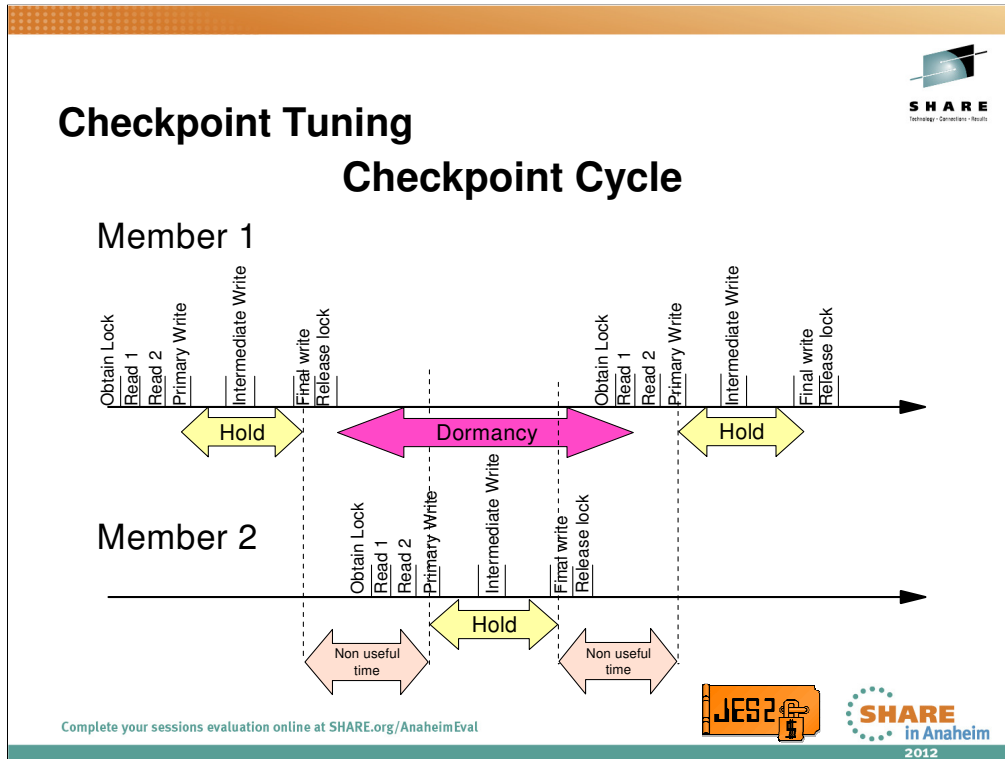 SHARE
Technology · Connections · Results
Checkpoint Tuning
Checkpoint Cycle
Member 1
Obtain Lock
Read 1
Read 2
Primary Write
Intermediate Write
Final write
Release lock
Obtain Lock
Read 1
Read 2
Primary Write
Intermediate Write
Final write
Release lock
Hold
Dormancy
Hold
Member 2
Obtain Lock
Read 1
Read 2
Primary Write
Intermediate Write
Final write
Release lock
Hold
Non useful
time
Non useful
time
JES2
$
Complete your sessions evaluation online at SHARE.org/AnaheimEval
SHARE
in Anaheim
2012